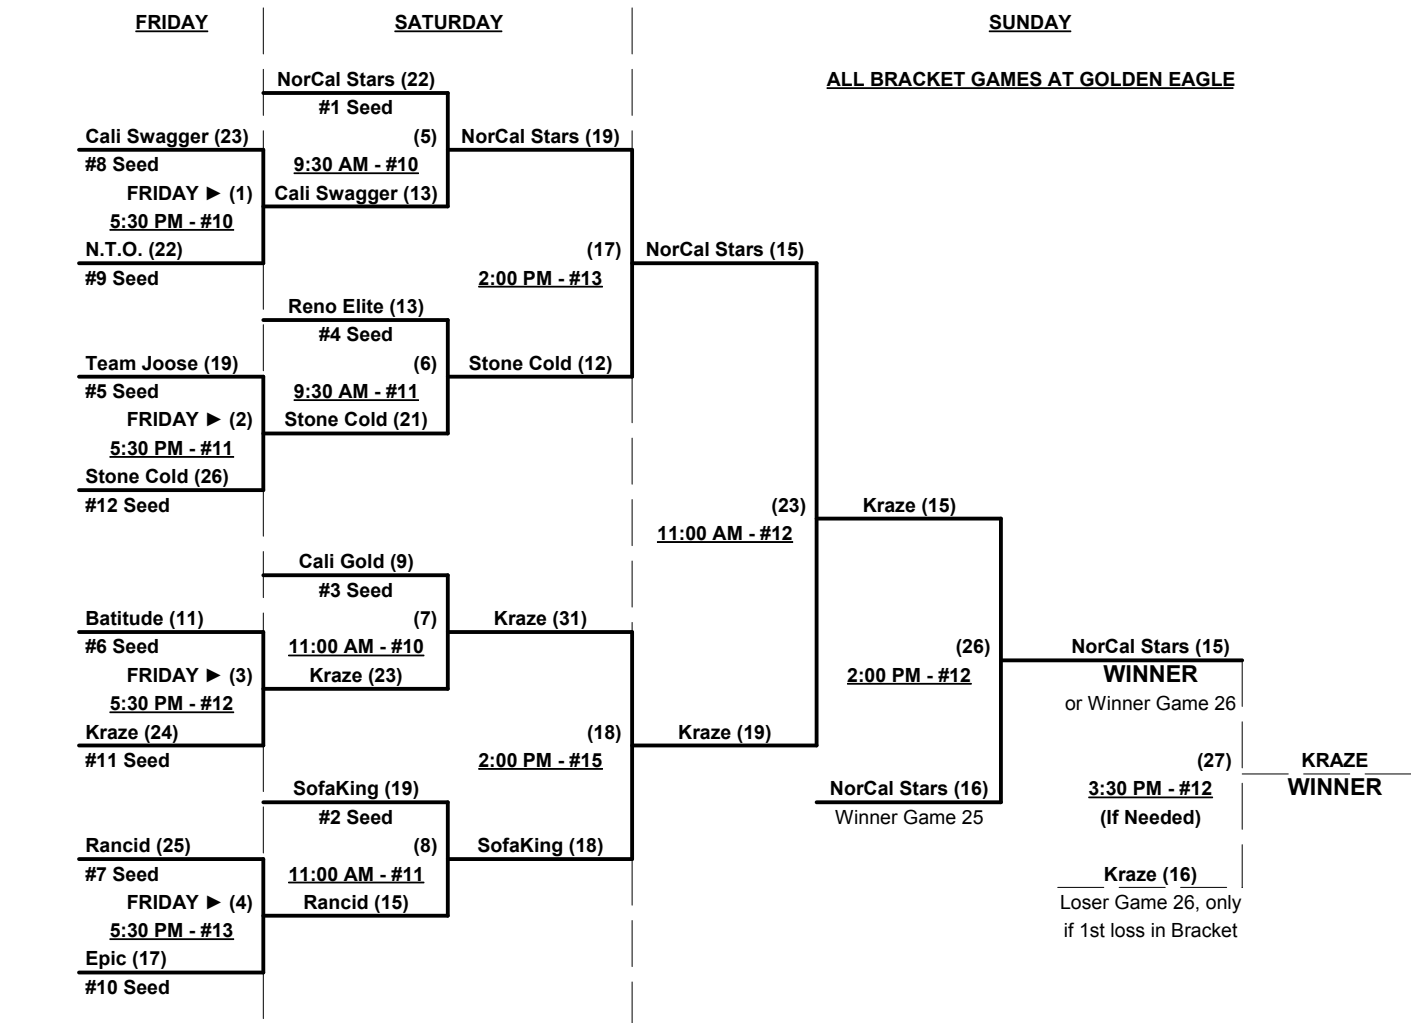 FRIDAY SATURDAY SUNDAY
NorCal Stars (22) ALL BRACKET GAMES AT GOLDEN EAGLE
#1 Seed
Cali Swagger (23) (5) NorCal Stars (19)
#8 Seed 9:30 AM - #10
FRIDAY ► (1) Cali Swagger (13)
5:30 PM - #10
N.T.O. (22) (17) NorCal Stars (15)
#9 Seed 2:00 PM - #13
Reno Elite (13)
#4 Seed
Team Joose (19) (6) Stone Cold (12)
#5 Seed 9:30 AM - #11
FRIDAY ► (2) Stone Cold (21)
5:30 PM - #11
Stone Cold (26)
#12 Seed (23) Kraze (15)
11:00 AM - #12
Cali Gold (9)
#3 Seed
Batitude (11) (7) Kraze (31)
#6 Seed 11:00 AM - #10 (26) NorCal Stars (15)
FRIDAY ► (3) Kraze (23) 2:00 PM - #12 WINNER
5:30 PM - #12 or Winner Game 26
Kraze (24) (18) Kraze (19)
#11 Seed 2:00 PM - #15 (27) KRAZE
SofaKing (19) NorCal Stars (16) 3:30 PM - #12 WINNER
#2 Seed Winner Game 25 (If Needed)
Rancid (25) (8) SofaKing (18)
#7 Seed 11:00 AM - #11 Kraze (16)
FRIDAY ► (4) Rancid (15) Loser Game 26, only
5:30 PM - #13 if 1st loss in Bracket
Epic (17)
#10 Seed